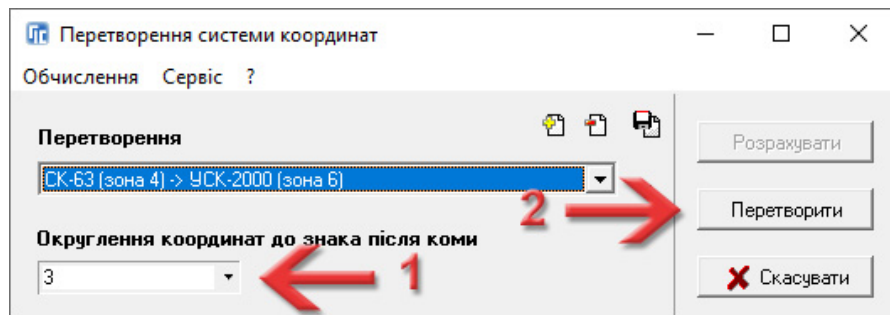 Перетворення системи координат
Обчислення Сервіс ?
Перетворення
СК-63 (зона 4) -> УСК-2000 (зона 6)
Округлення координат до знака після коми
3
1
2
Розрахувати
Перетворити
Скасувати